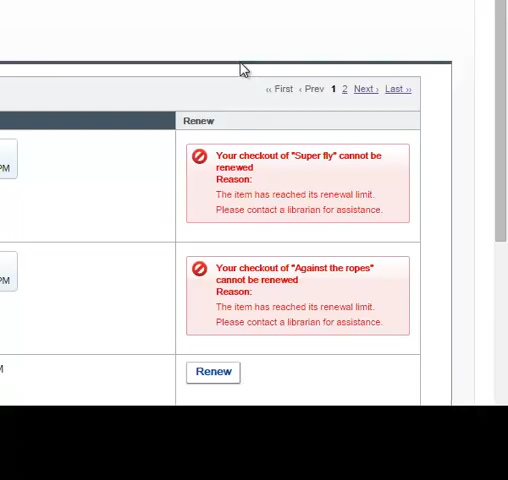 ‹‹ First ‹ Prev 1 2 Next › Last ››
Renew
PM
Your checkout of "Super fly" cannot be
renewed
Reason:
The item has reached its renewal limit.
Please contact a librarian for assistance.
PM
Your checkout of "Against the ropes"
cannot be renewed
Reason:
The item has reached its renewal limit.
Please contact a librarian for assistance.
Renew